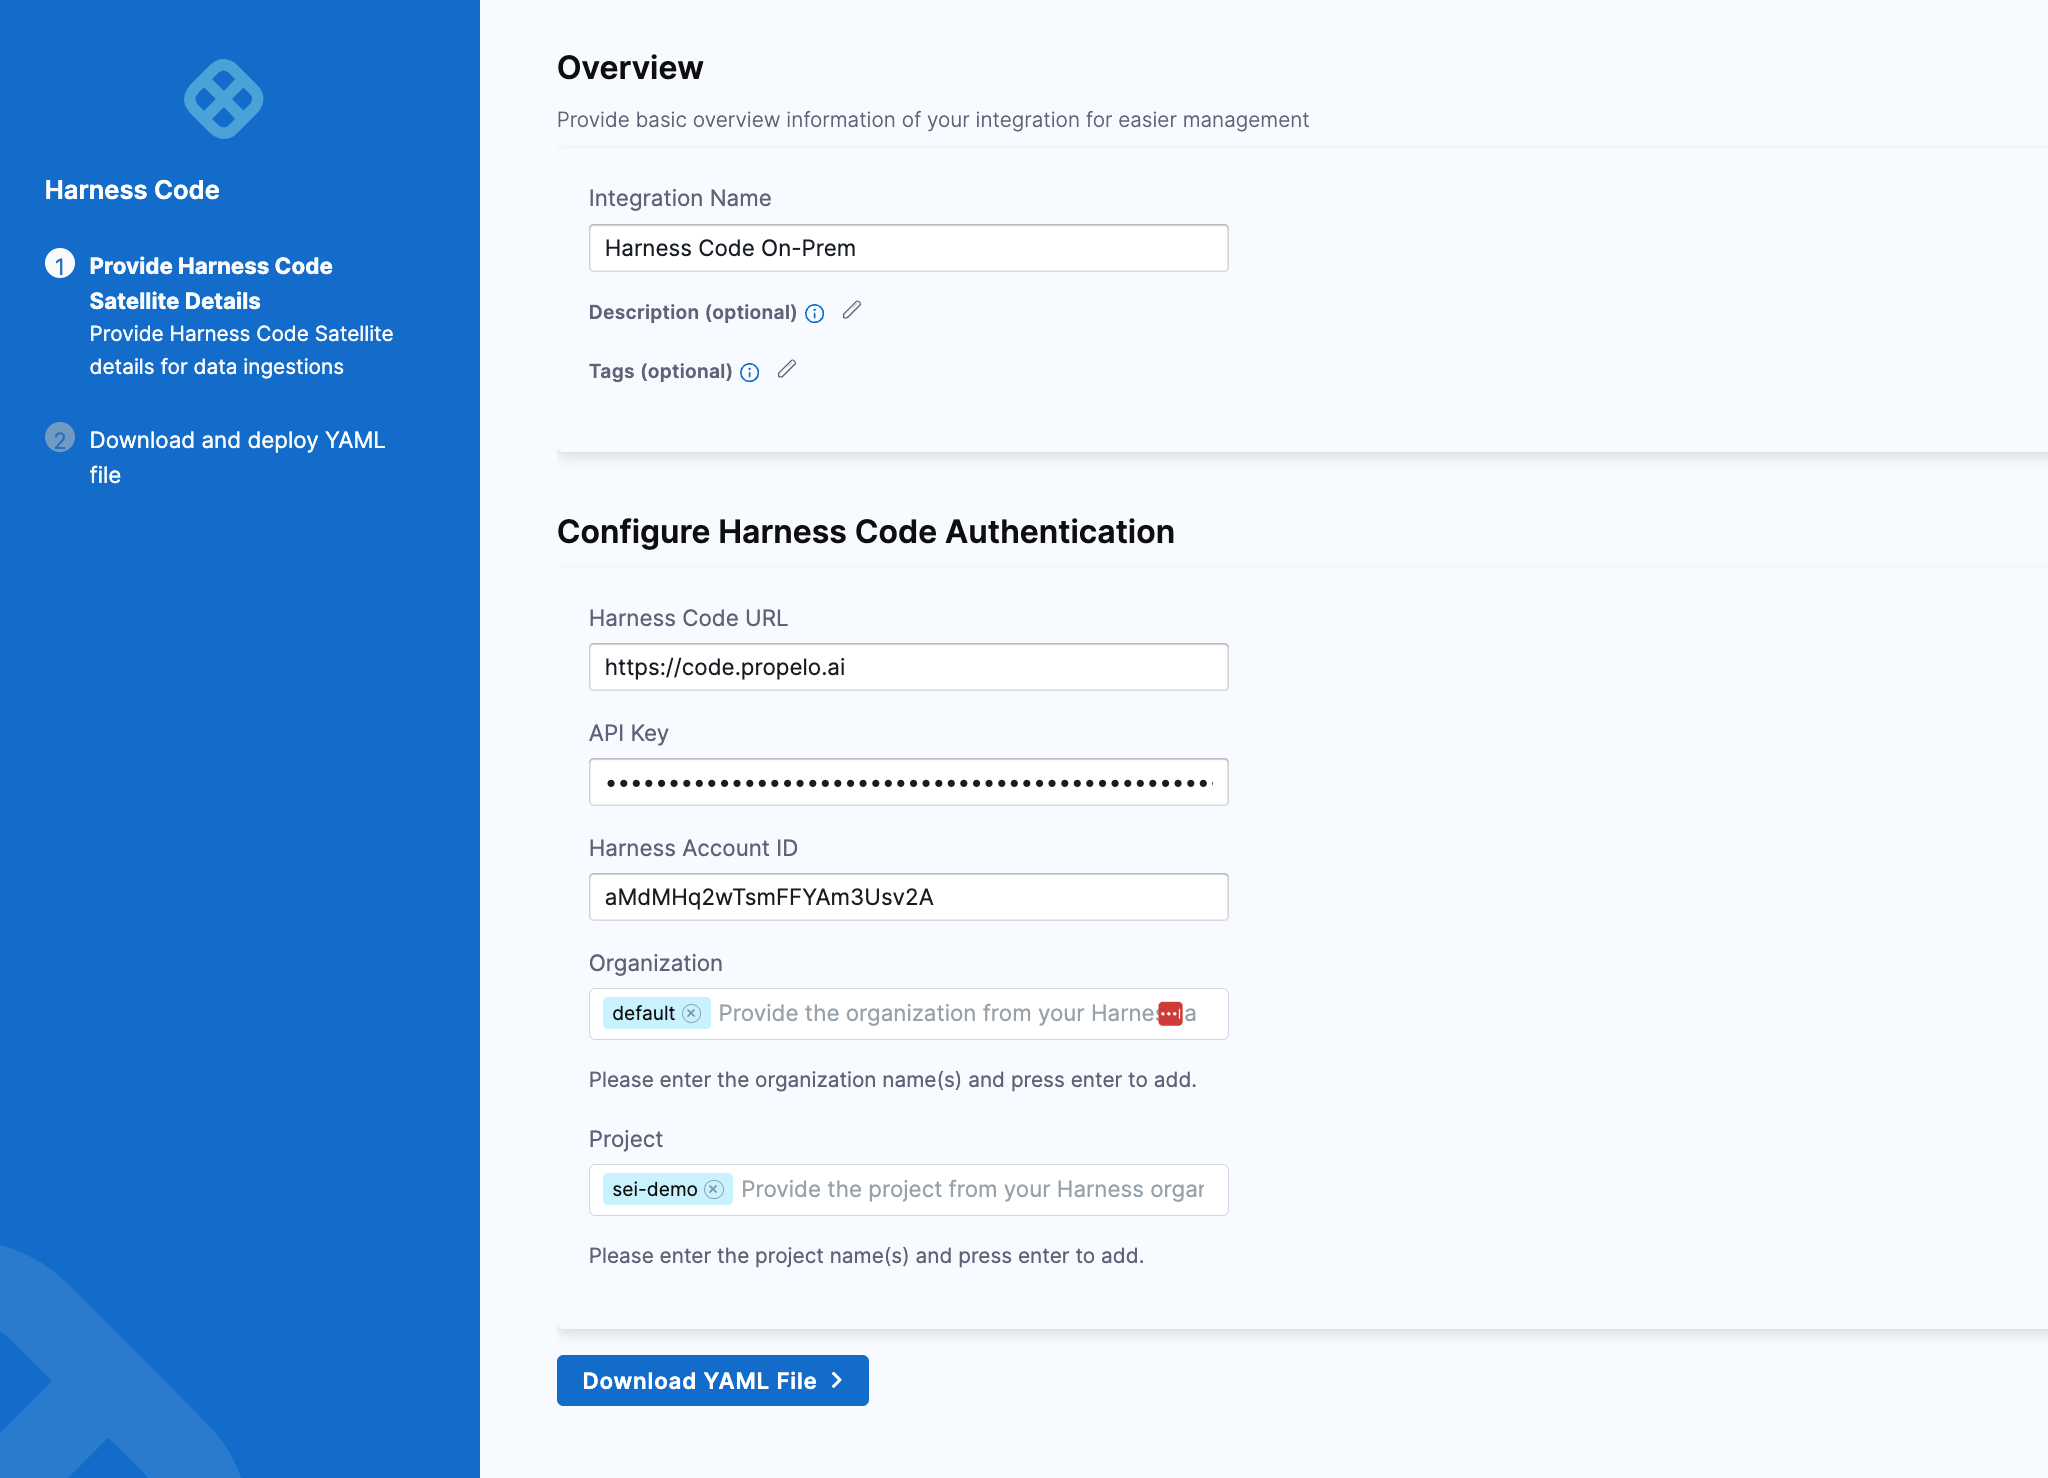 Harness Code
1 Provide Harness Code
Satellite Details
Provide Harness Code Satellite
details for data ingestions
2 Download and deploy YAML
file
Overview
Provide basic overview information of your integration for easier management
Integration Name
Harness Code On-Prem
Description (optional)
Tags (optional)
Configure Harness Code Authentication
Harness Code URL
https://code.propelo.ai
API Key
••••••••••••••••••••••••••••••••••••••••••••••••
Harness Account ID
aMdMHq2wTsmFFYAm3Usv2A
Organization
default Provide the organization from your Harness a
Please enter the organization name(s) and press enter to add.
Project
sei-demo Provide the project from your Harness organ
Please enter the project name(s) and press enter to add.
Download YAML File